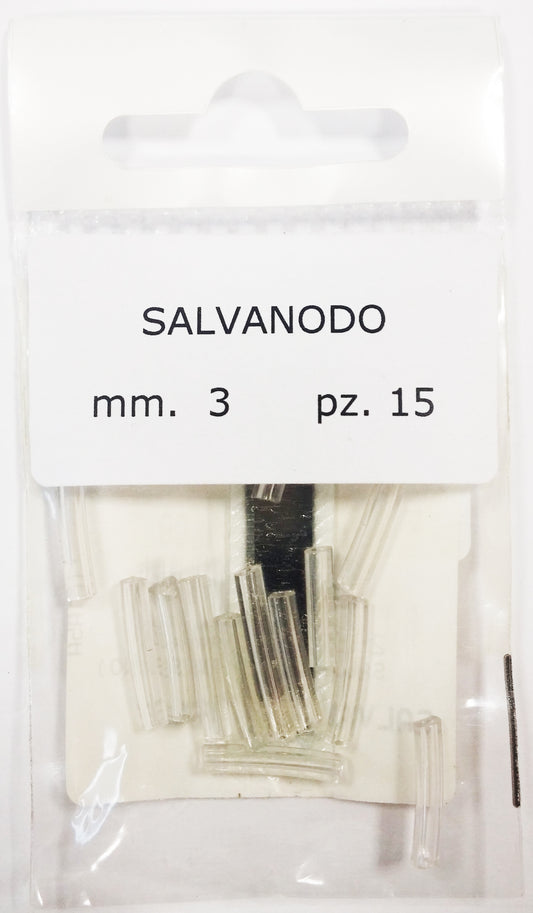 SALVANODO
mm. 3 pz. 15